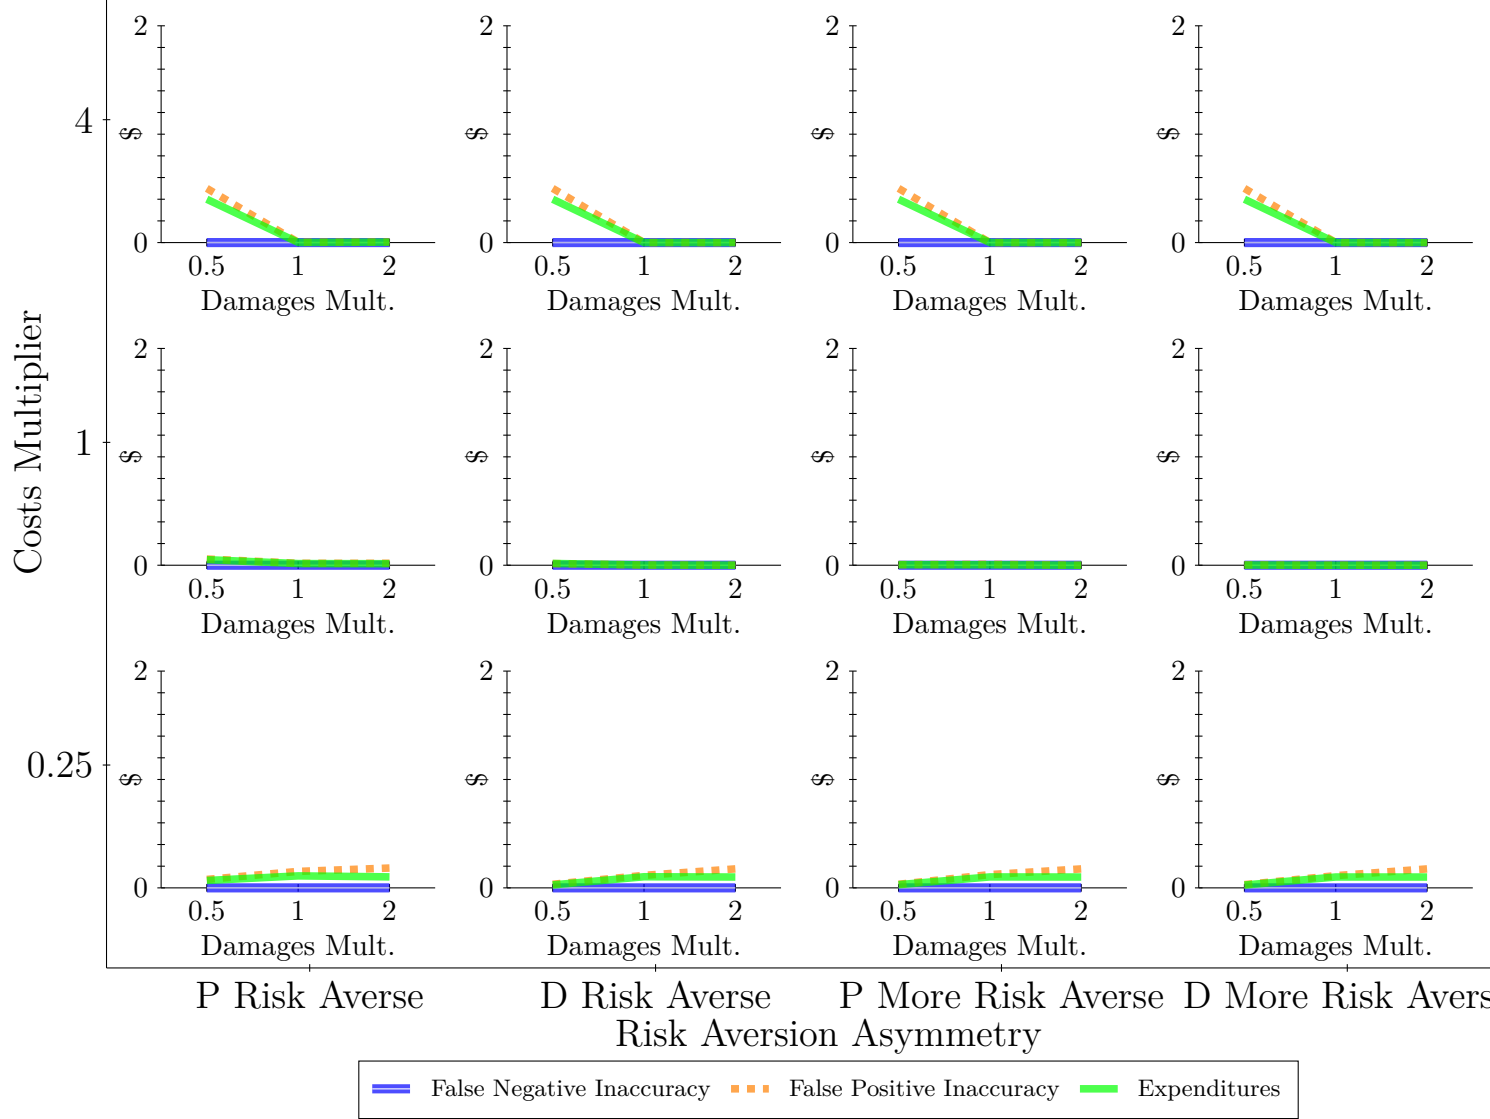 2 2 2 2
4 $ $ $ $
0 0 0 0
0.5 1 2 0.5 1 2 0.5 1 2 0.5 1 2
Damages Mult. Damages Mult. Damages Mult. Damages Mult.
2 2 2 2
Costs Multiplier
1 $ $ $ $
0 0 0 0
0.5 1 2 0.5 1 2 0.5 1 2 0.5 1 2
Damages Mult. Damages Mult. Damages Mult. Damages Mult.
2 2 2 2
0.25 $ $ $ $
0 0 0 0
0.5 1 2 0.5 1 2 0.5 1 2 0.5 1 2
Damages Mult. Damages Mult. Damages Mult. Damages Mult.
P Risk Averse D Risk Averse P More Risk Averse D More Risk Avers
Risk Aversion Asymmetry
False Negative Inaccuracy False Positive Inaccuracy Expenditures